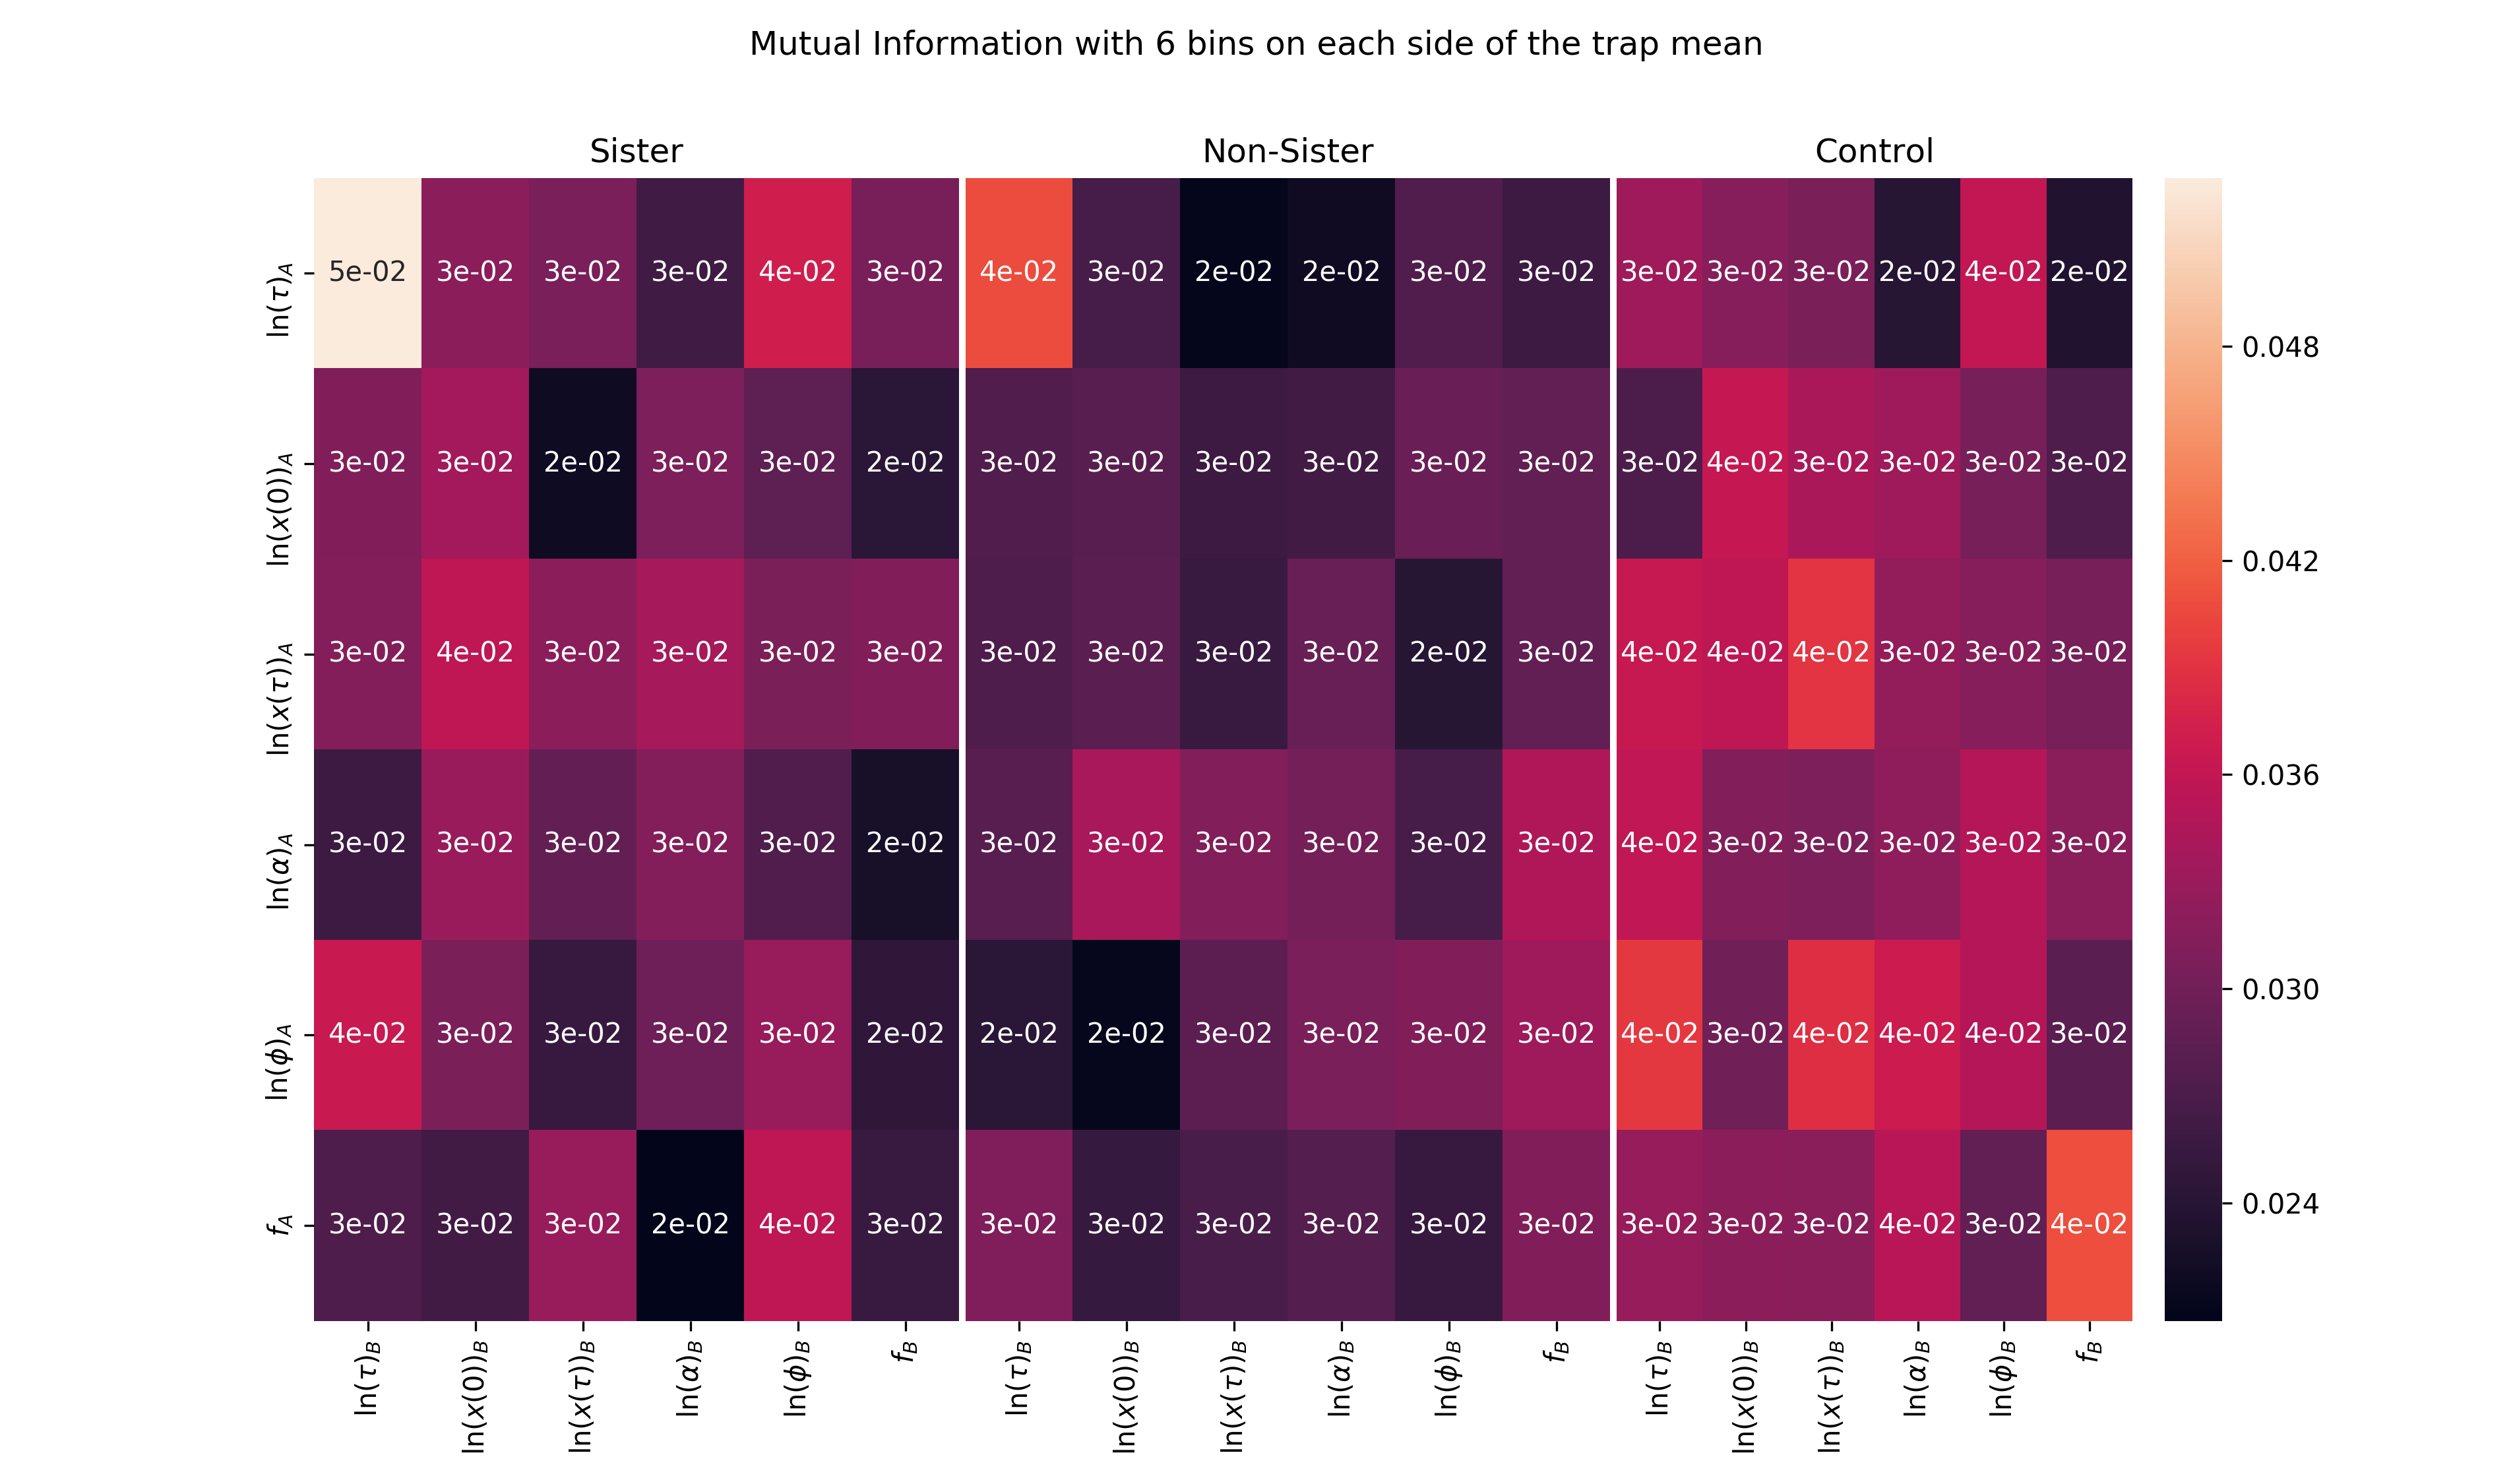 Mutual Information with 6 bins on each side of the trap mean
Sister Non-Sister Control
ln(τ)_A 5e-02 3e-02 3e-02 3e-02 4e-02 3e-02 4e-02 3e-02 2e-02 2e-02 3e-02 3e-02 3e-02 3e-02 3e-02 2e-02 4e-02 2e-02
0.048
ln(x(0))_A 3e-02 3e-02 2e-02 3e-02 3e-02 2e-02 3e-02 3e-02 3e-02 3e-02 3e-02 3e-02 3e-02 4e-02 3e-02 3e-02 3e-02 3e-02
0.042
ln(x(τ))_A 3e-02 4e-02 3e-02 3e-02 3e-02 3e-02 3e-02 3e-02 3e-02 3e-02 2e-02 3e-02 4e-02 4e-02 4e-02 3e-02 3e-02 3e-02
0.036
ln(α)_A 3e-02 3e-02 3e-02 3e-02 3e-02 2e-02 3e-02 3e-02 3e-02 3e-02 3e-02 3e-02 4e-02 3e-02 3e-02 3e-02 3e-02 3e-02
0.030
ln(ϕ)_A 4e-02 3e-02 3e-02 3e-02 3e-02 2e-02 2e-02 2e-02 3e-02 3e-02 3e-02 3e-02 4e-02 3e-02 4e-02 4e-02 4e-02 3e-02
0.024
f_A 3e-02 3e-02 3e-02 2e-02 4e-02 3e-02 3e-02 3e-02 3e-02 3e-02 3e-02 3e-02 3e-02 3e-02 3e-02 4e-02 3e-02 4e-02
ln(τ)_B ln(x(0))_B ln(x(τ))_B ln(α)_B ln(ϕ)_B f_B ln(τ)_B ln(x(0))_B ln(x(τ))_B ln(α)_B ln(ϕ)_B f_B ln(τ)_B ln(x(0))_B ln(x(τ))_B ln(α)_B ln(ϕ)_B f_B